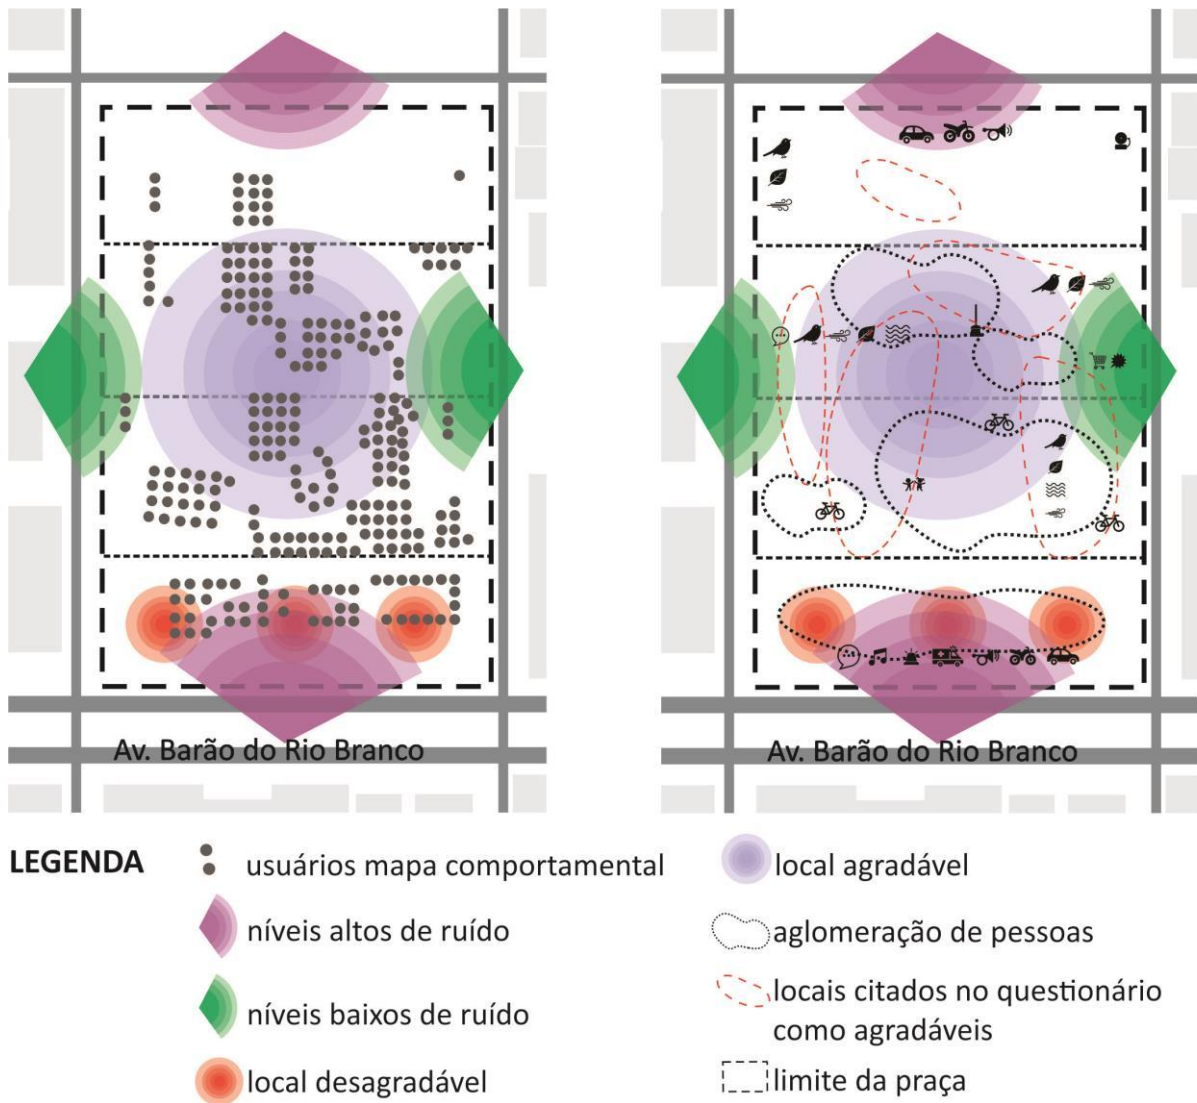 Av. Barão do Rio Branco
Av. Barão do Rio Branco
LEGENDA
usuários mapa comportamental
níveis altos de ruído
níveis baixos de ruído
local desagradável
local agradável
aglomeração de pessoas
locais citados no questionário
como agradáveis
limite da praça